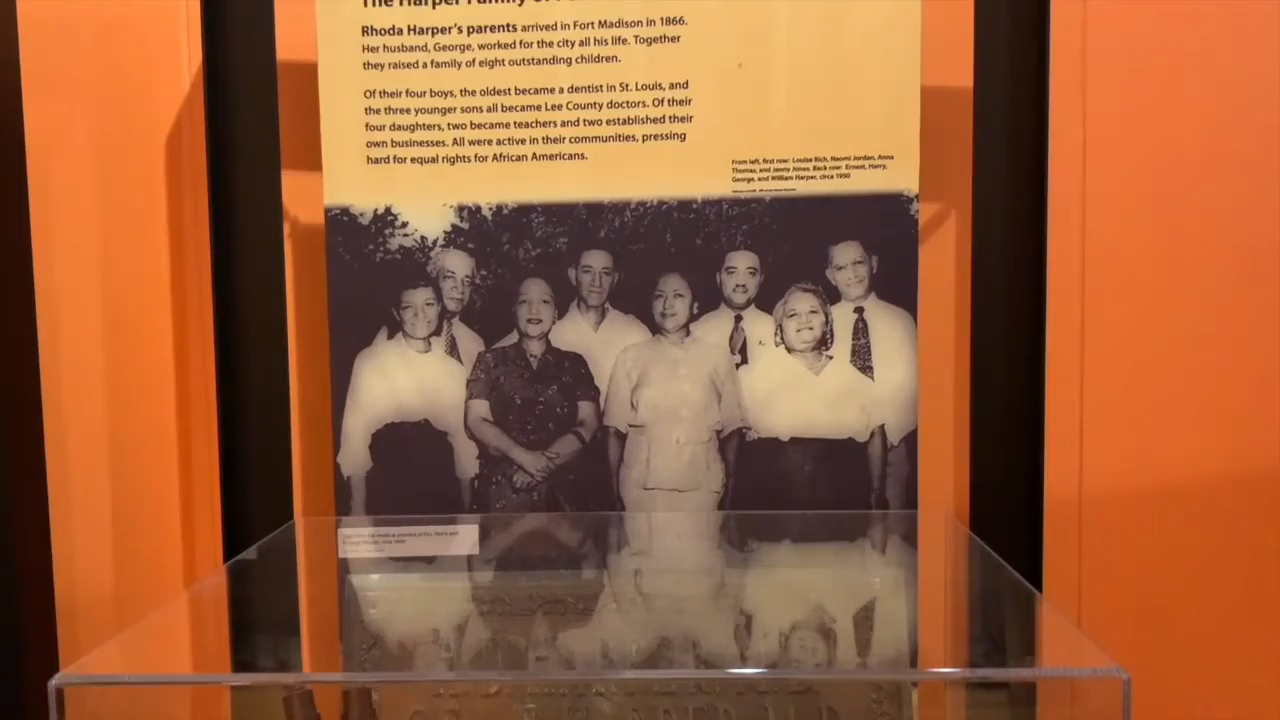 The Harper Family
Rhoda Harper's parents arrived in Fort Madison in 1866.
Her husband, George, worked for the city all his life. Together
they raised a family of eight outstanding children.
Of their four boys, the oldest became a dentist in St. Louis, and
the three younger sons all became Lee County doctors. Of their
four daughters, two became teachers and two established their
own businesses. All were active in their communities, pressing
hard for equal rights for African Americans.
From left, first row: Louise Rich, Naomi Jordan, Anna
Thomas, and Jenny Jones. Back row: Ernest, Harry,
George, and William Harper, circa 1950